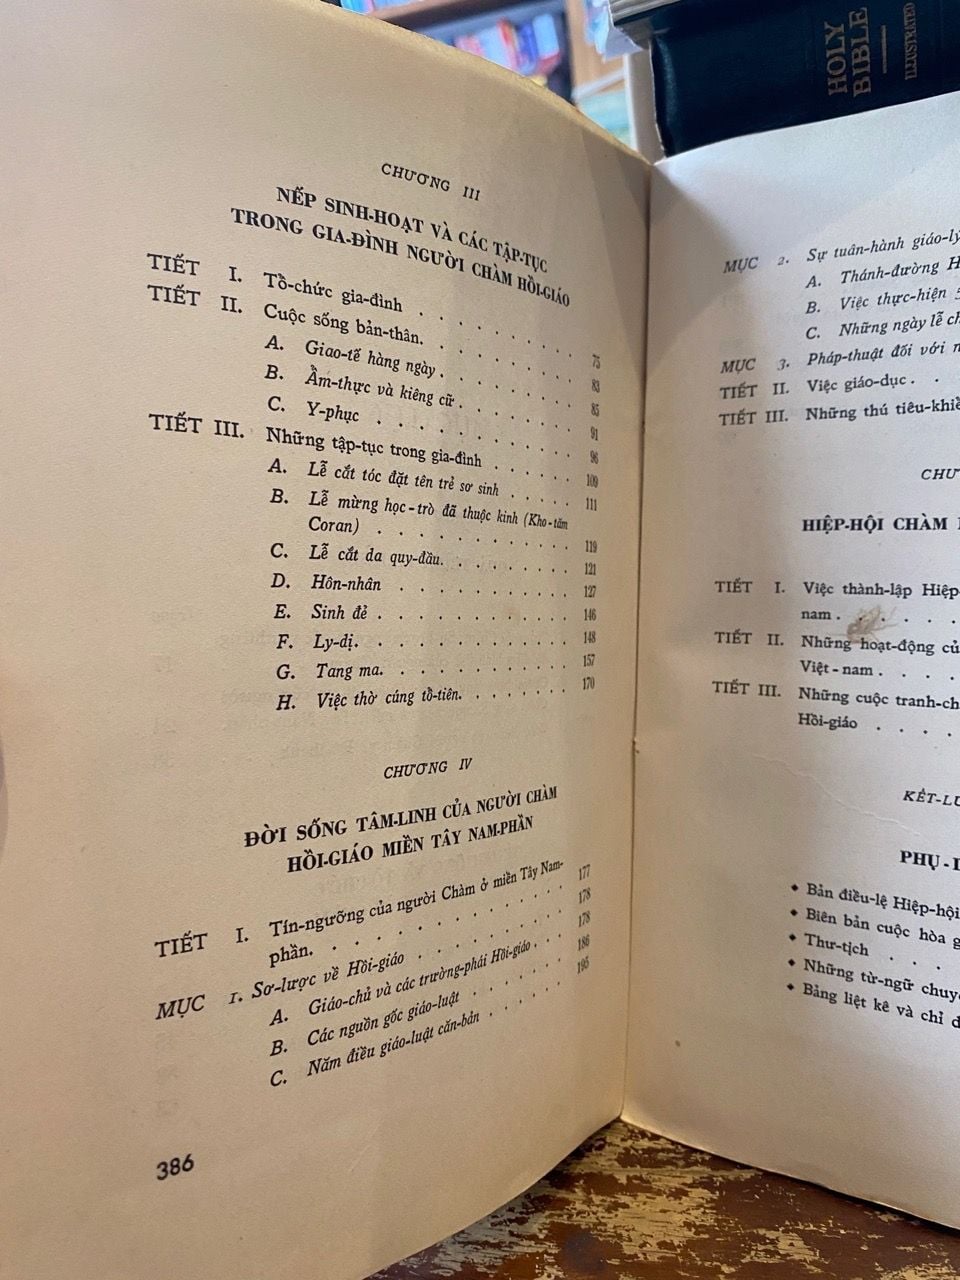 HOLY
BIBLE
ILLUSTRATED
CHƯƠNG III
NẾP SINH-HOẠT VÀ CÁC TẬP-TỤC
TRONG GIA-ĐÌNH NGƯỜI CHÀM HỒI-GIÁO
TIẾT I. Tổ-chức gia-đình . . . . . . . 75
TIẾT II. Cuộc sống bản-thân. . . . . . . 83
A. Giao-tế hàng ngày . . . . . . . 85
B. Ẩm-thực và kiêng cữ . . . . . . 91
C. Y-phục . . . . . . . . . 96
TIẾT III. Những tập-tục trong gia-đình . . . . . 109
A. Lễ cắt tóc đặt tên trẻ sơ sinh . . . . 111
B. Lễ mừng học-trò đã thuộc kinh (Kho-tăm
Coran) . . . . . . . . . . 119
C. Lễ cắt da quy-đầu. . . . . . . 121
D. Hôn-nhân . . . . . . . . . 127
E. Sinh đẻ . . . . . . . . . . 146
F. Ly-dị. . . . . . . . . . . 148
G. Tang ma. . . . . . . . . . 157
H. Việc thờ cúng tổ-tiên. . . . . . . 170
CHƯƠNG IV
ĐỜI SỐNG TÂM-LINH CỦA NGƯỜI CHÀM
HỒI-GIÁO MIỀN TÂY NAM-PHẦN
TIẾT I. Tín-ngưỡng của người Chàm ở miền Tây Nam-
phần. . . . . . . . . . . . 177
MỤC 1. Sơ-lược về Hồi-giáo . . . . . . . 178
A. Giáo-chủ và các trường-phái Hồi-giáo . . . 178
B. Các nguồn gốc giáo-luật . . . . . . 186
C. Năm điều giáo-luật căn-bản . . . . . 195
386
MỤC 2. Sự tuân-hành giáo-lý
A. Thánh-đường H
B. Việc thực-hiện 5
C. Những ngày lễ ch
MỤC 3. Pháp-thuật đối với n
TIẾT II. Việc giáo-dục . .
TIẾT III. Những thú tiêu-khiể
CHƯ
HIỆP-HỘI CHÀM
TIẾT I. Việc thành-lập Hiệp-
nam . . . . . .
TIẾT II. Những hoạt-động củ
Việt-nam . . . .
TIẾT III. Những cuộc tranh-ch
Hồi-giáo . . . .
KẾT-LU
PHỤ-
• Bản điều-lệ Hiệp-hội
• Biên bản cuộc hòa g
• Thư-tịch . . .
• Những từ-ngữ chuy
• Bảng liệt kê và chỉ đ